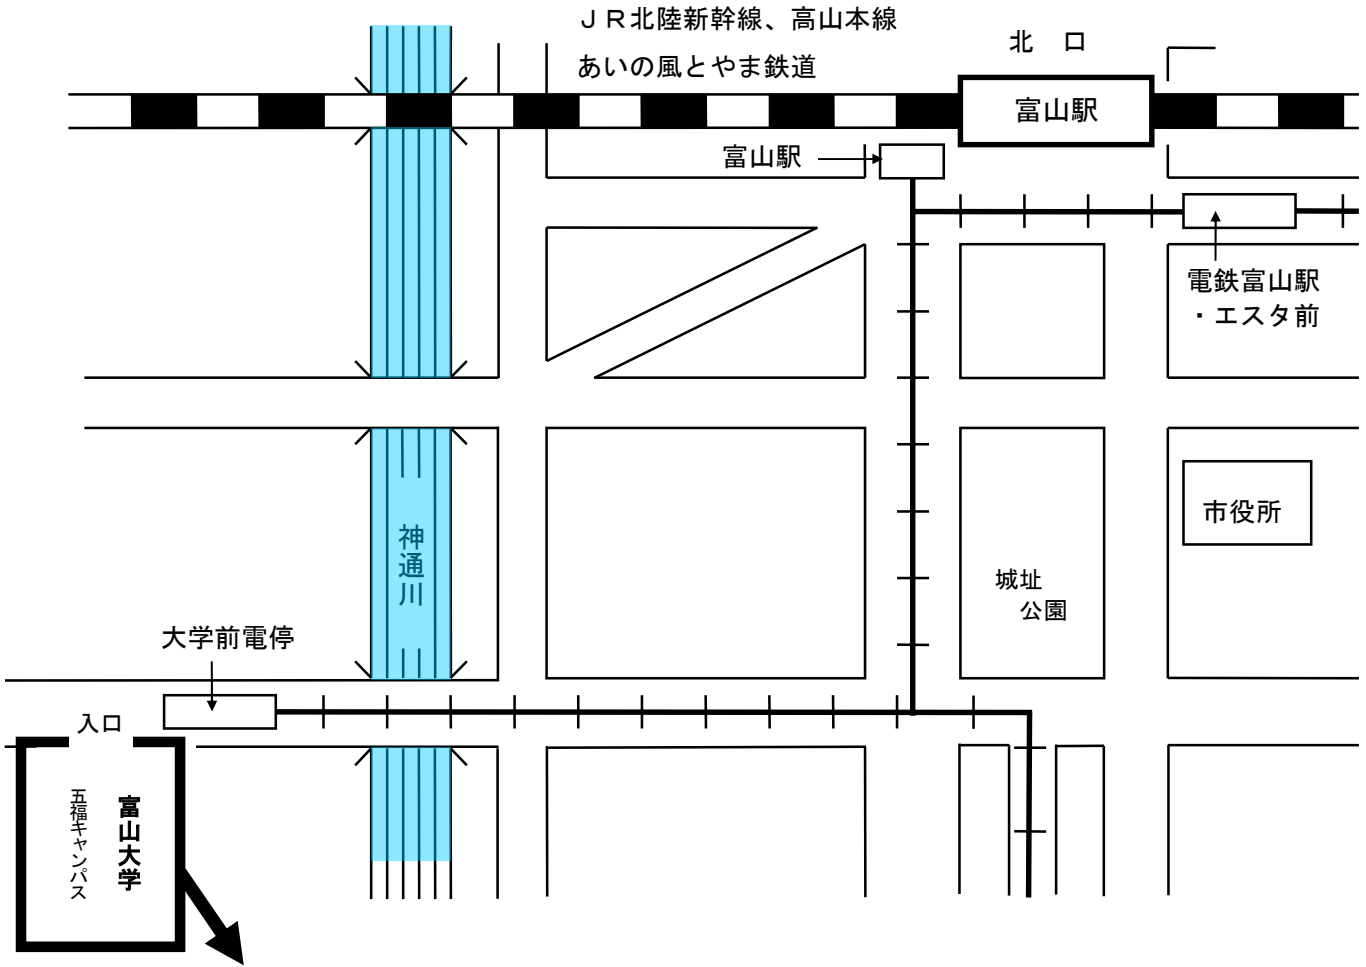 ＪＲ北陸新幹線、高山本線
あいの風とやま鉄道
北　口
富山駅
富山駅
電鉄富山駅
・エスタ前
市役所
神通川
城址
公園
大学前電停
入口
富山大学
五福キャンパス